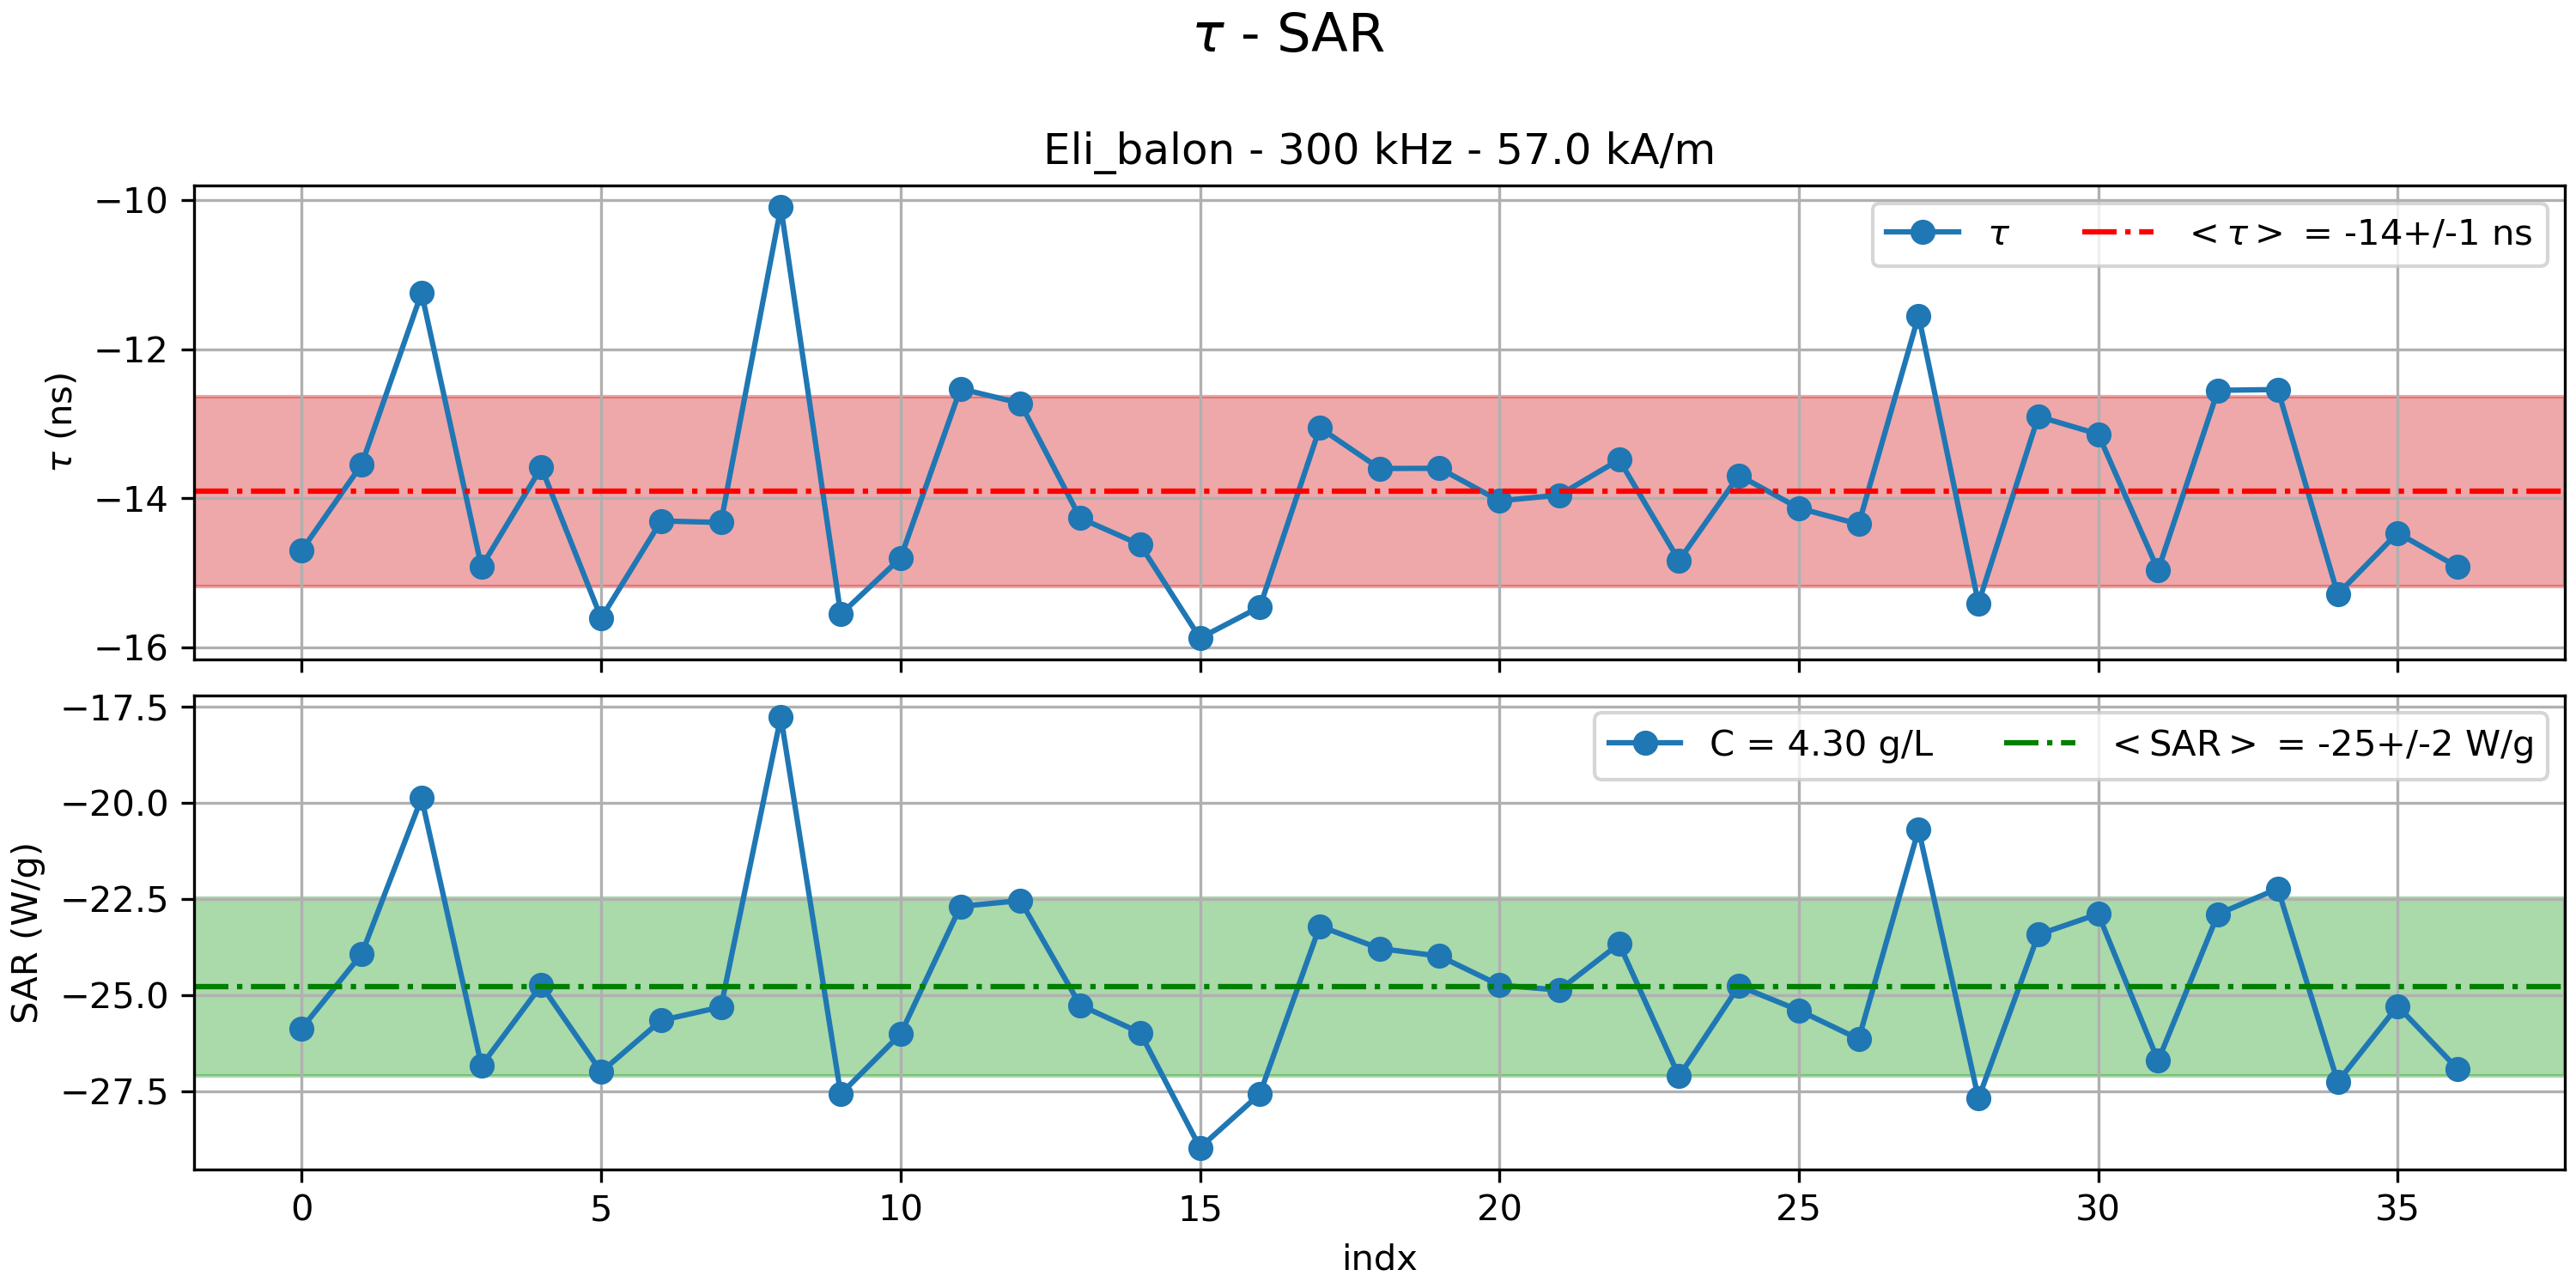 τ - SAR
Eli_balon - 300 kHz - 57.0 kA/m
τ (ns)
−10
−12
−14
−16
τ
<τ> = -14+/-1 ns
SAR (W/g)
−17.5
−20.0
−22.5
−25.0
−27.5
C = 4.30 g/L
<SAR> = -25+/-2 W/g
0 5 10 15 20 25 30 35
indx